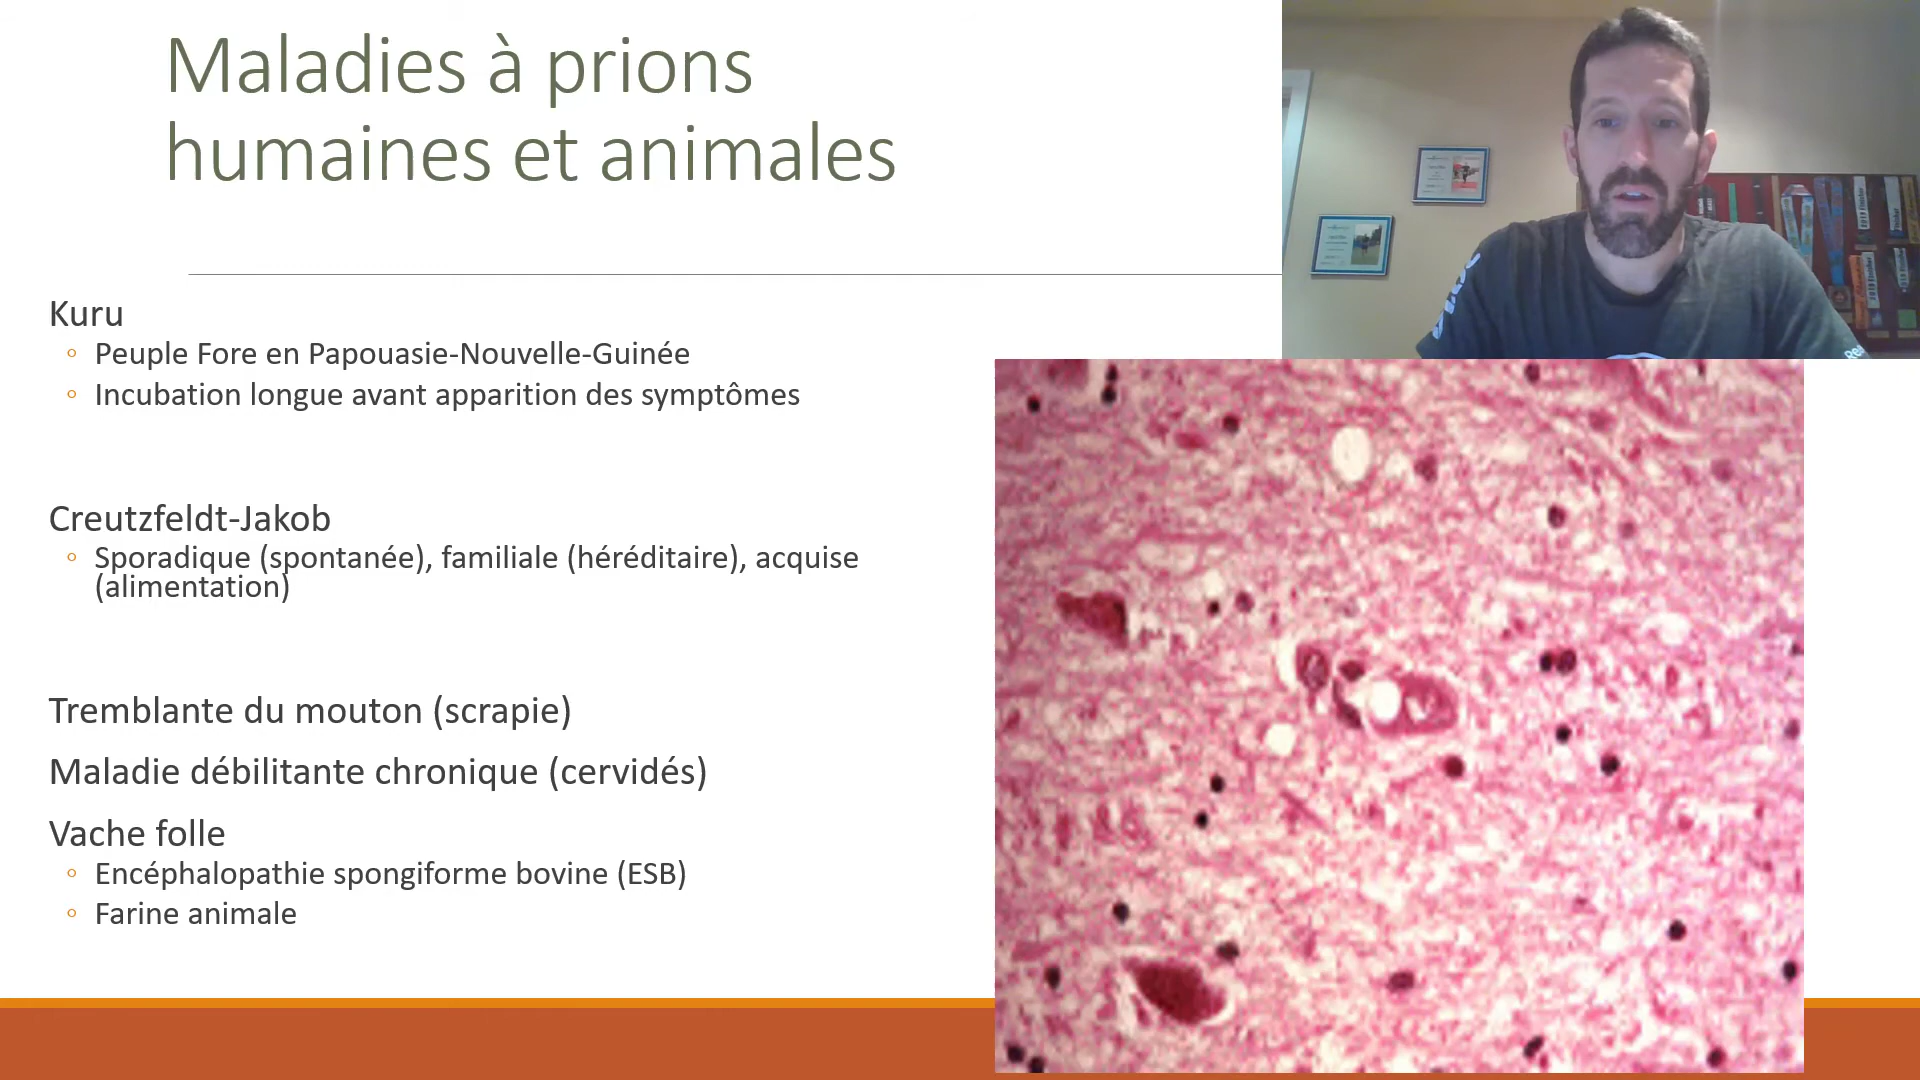 Maladies à prions
humaines et animales
Kuru
Peuple Fore en Papouasie-Nouvelle-Guinée
Incubation longue avant apparition des symptômes
Creutzfeldt-Jakob
Sporadique (spontanée), familiale (héréditaire), acquise
(alimentation)
Tremblante du mouton (scrapie)
Maladie débilitante chronique (cervidés)
Vache folle
Encéphalopathie spongiforme bovine (ESB)
Farine animale